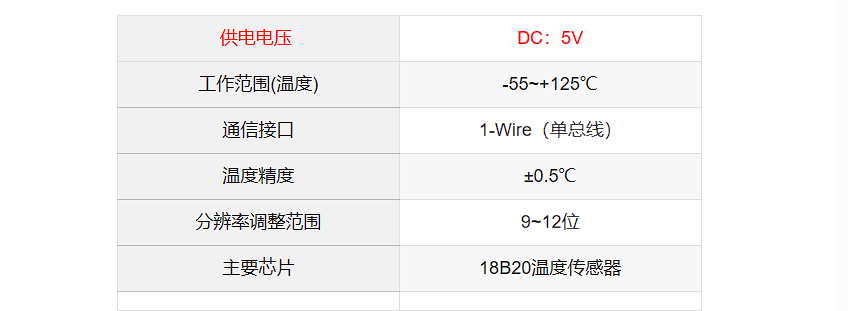 供电电压 DC：5V
工作范围(温度) -55~+125℃
通信接口 1-Wire（单总线）
温度精度 ±0.5℃
分辨率调整范围 9~12位
主要芯片 18B20温度传感器